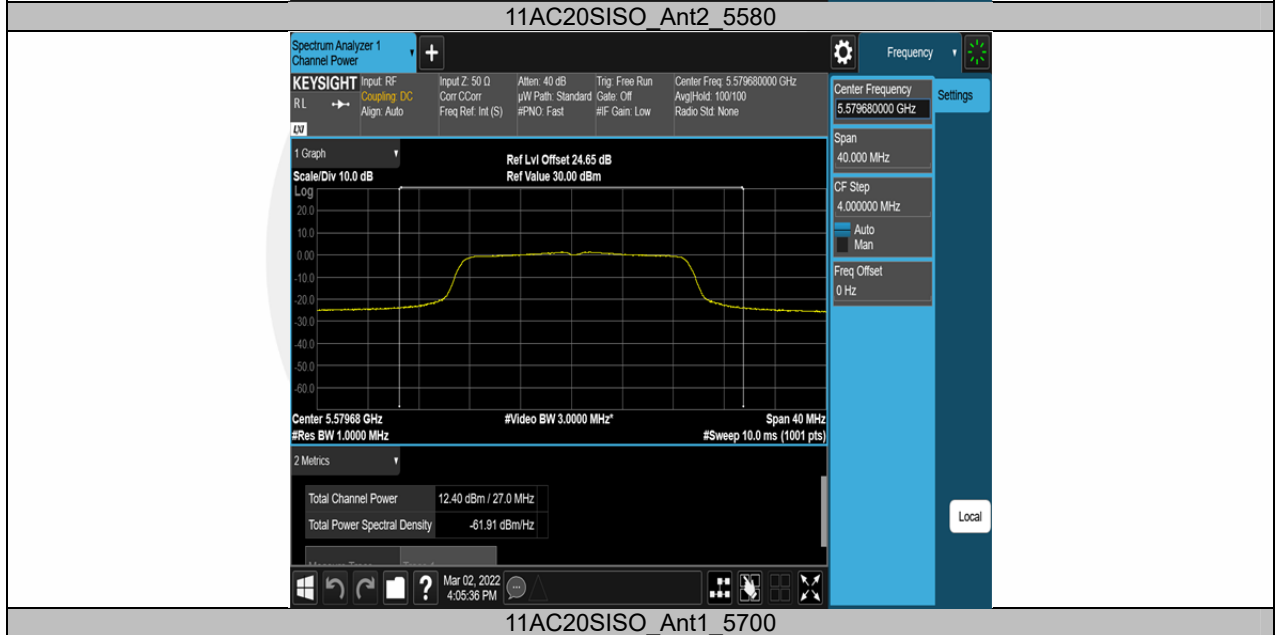 11AC20SISO_Ant2_5580
Spectrum Analyzer 1
Channel Power
+
Frequency
KEYSIGHT
RL
LXI
Input: RF
Coupling: DC
Align: Auto
Input Z: 50 Ω
Corr CCorr
Freq Ref: Int (S)
Atten: 40 dB
µW Path: Standard
#PNO: Fast
Trig: Free Run
Gate: Off
#IF Gain: Low
Center Freq: 5.579680000 GHz
Avg|Hold: 100/100
Radio Std: None
Center Frequency
5.579680000 GHz
Settings
Span
40.000 MHz
CF Step
4.000000 MHz
Auto
Man
Freq Offset
0 Hz
Local
1 Graph
Scale/Div 10.0 dB
Ref Lvl Offset 24.65 dB
Ref Value 30.00 dBm
Log
20.0
10.0
0.00
-10.0
-20.0
-30.0
-40.0
-50.0
-60.0
Center 5.57968 GHz
#Video BW 3.0000 MHz*
Span 40 MHz
#Res BW 1.0000 MHz
#Sweep 10.0 ms (1001 pts)
2 Metrics
Total Channel Power 12.40 dBm / 27.0 MHz
Total Power Spectral Density -61.91 dBm/Hz
?
Mar 02, 2022
4:05:36 PM
11AC20SISO_Ant1_5700